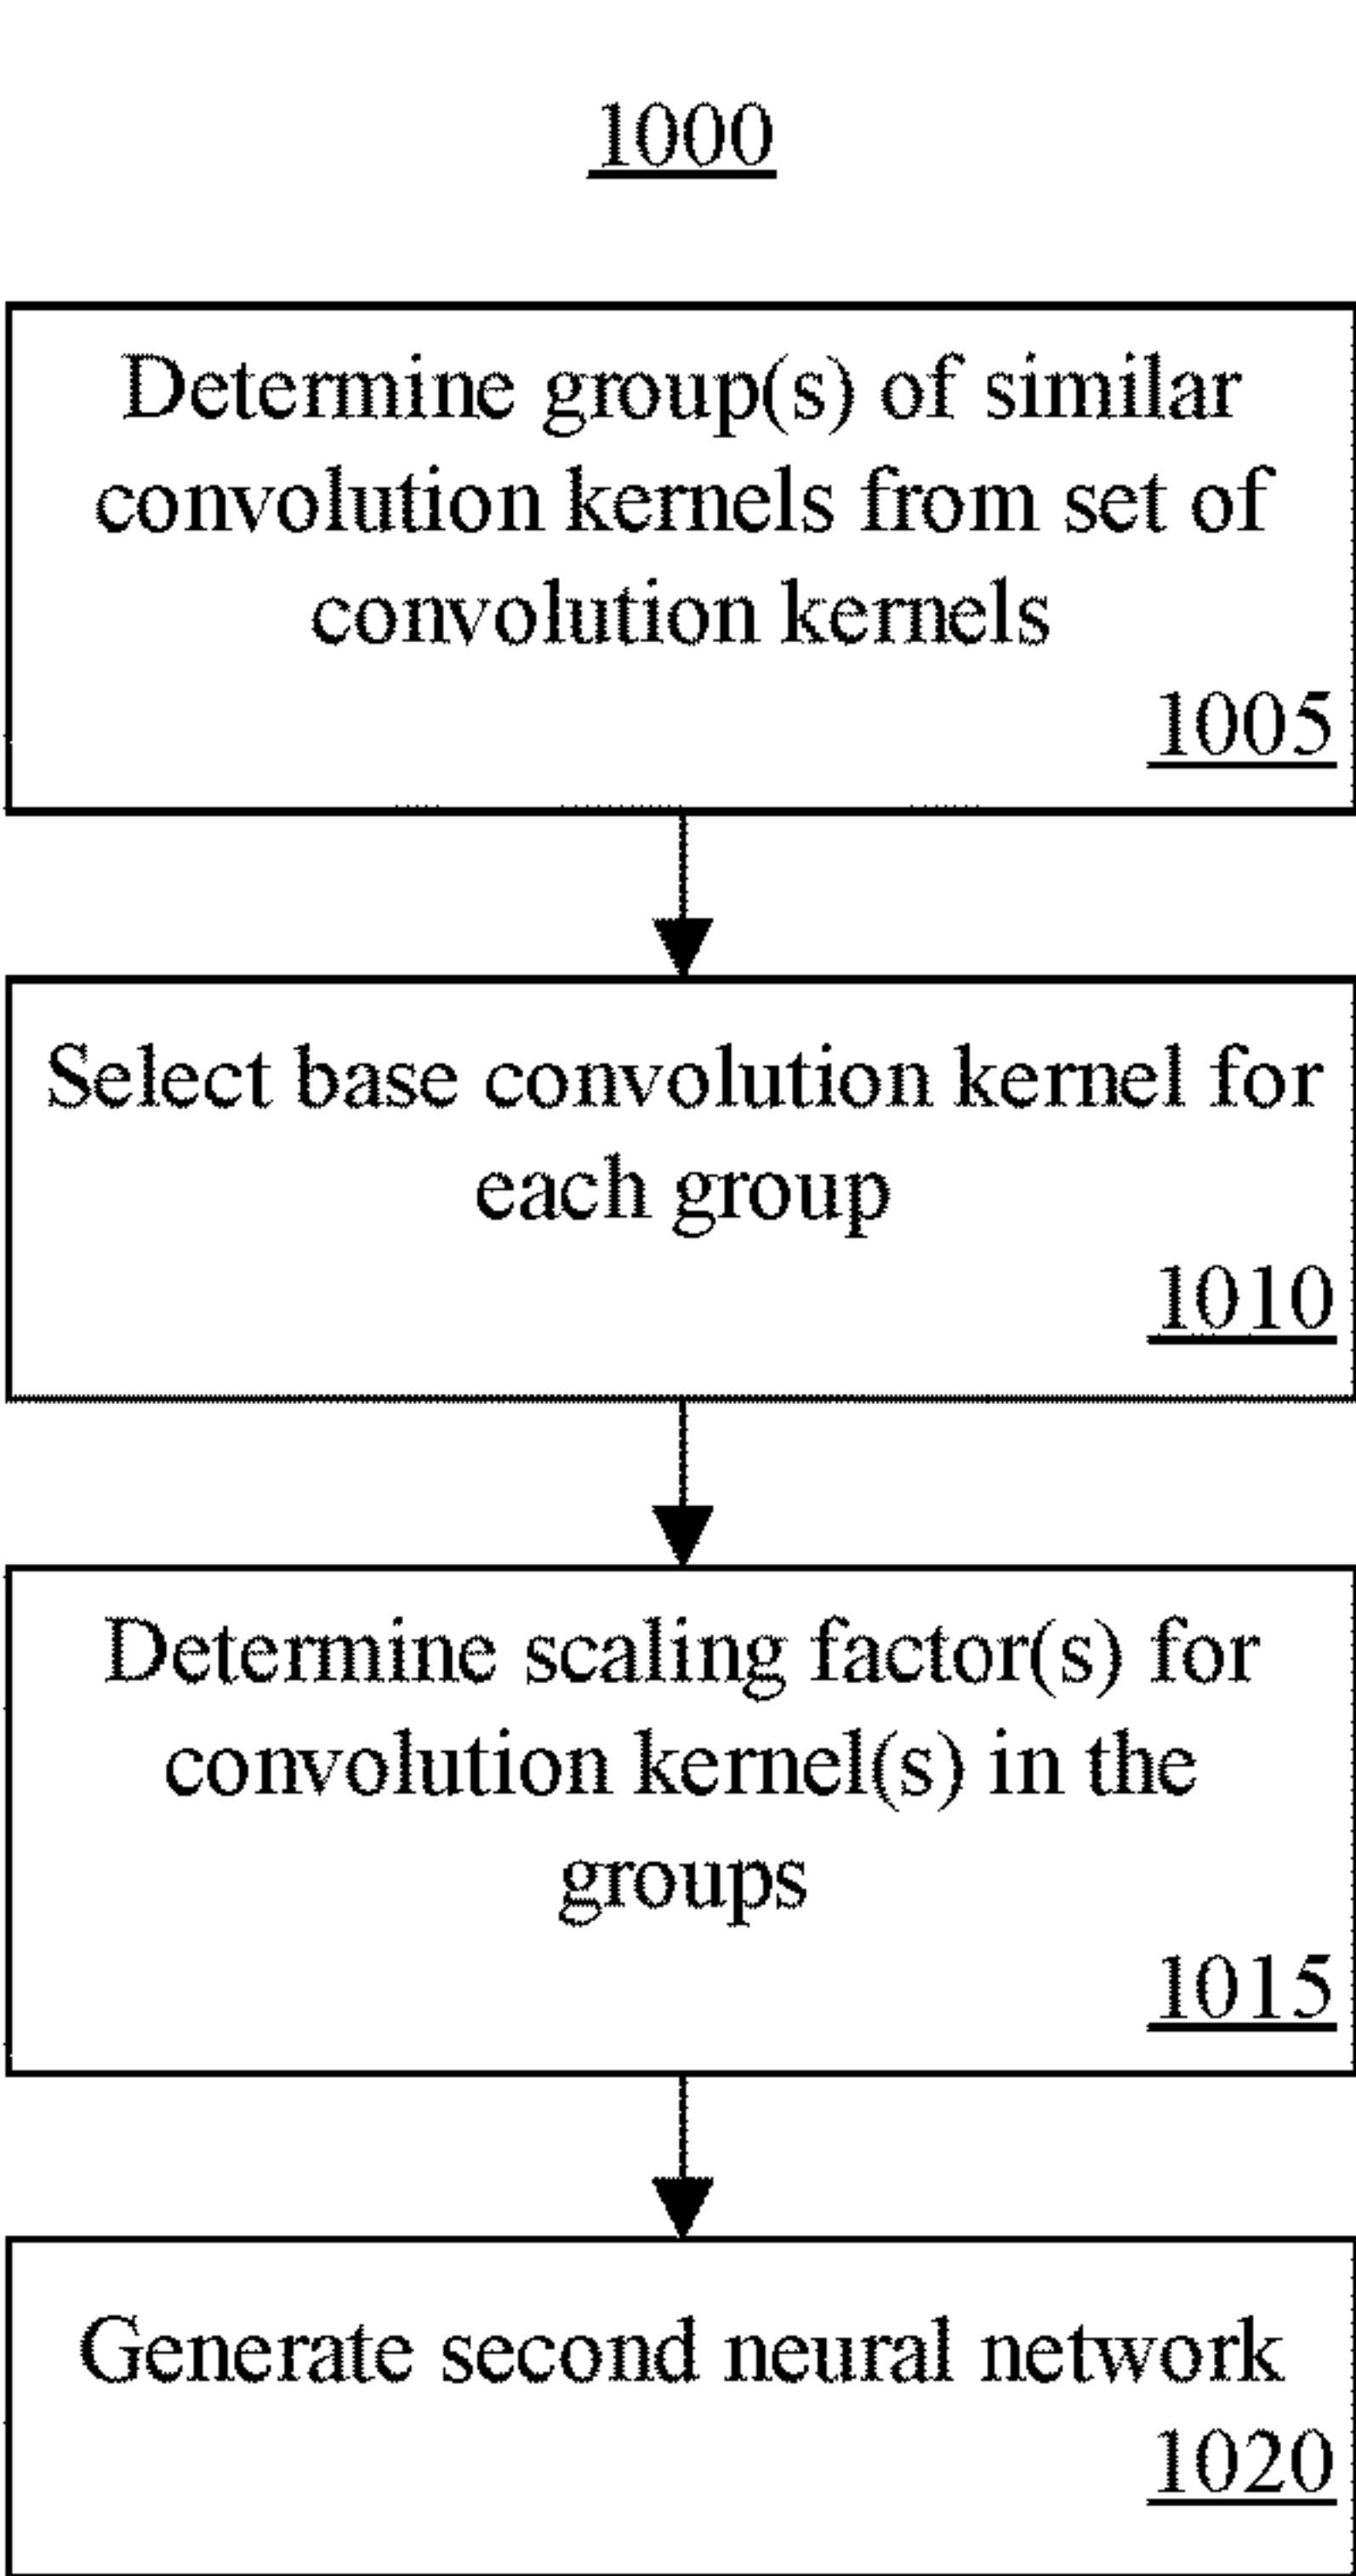 1000
Determine group(s) of similar
convolution kernels from set of
convolution kernels
1005
Select base convolution kernel for
each group
1010
Determine scaling factor(s) for
convolution kernel(s) in the
groups
1015
Generate second neural network
1020